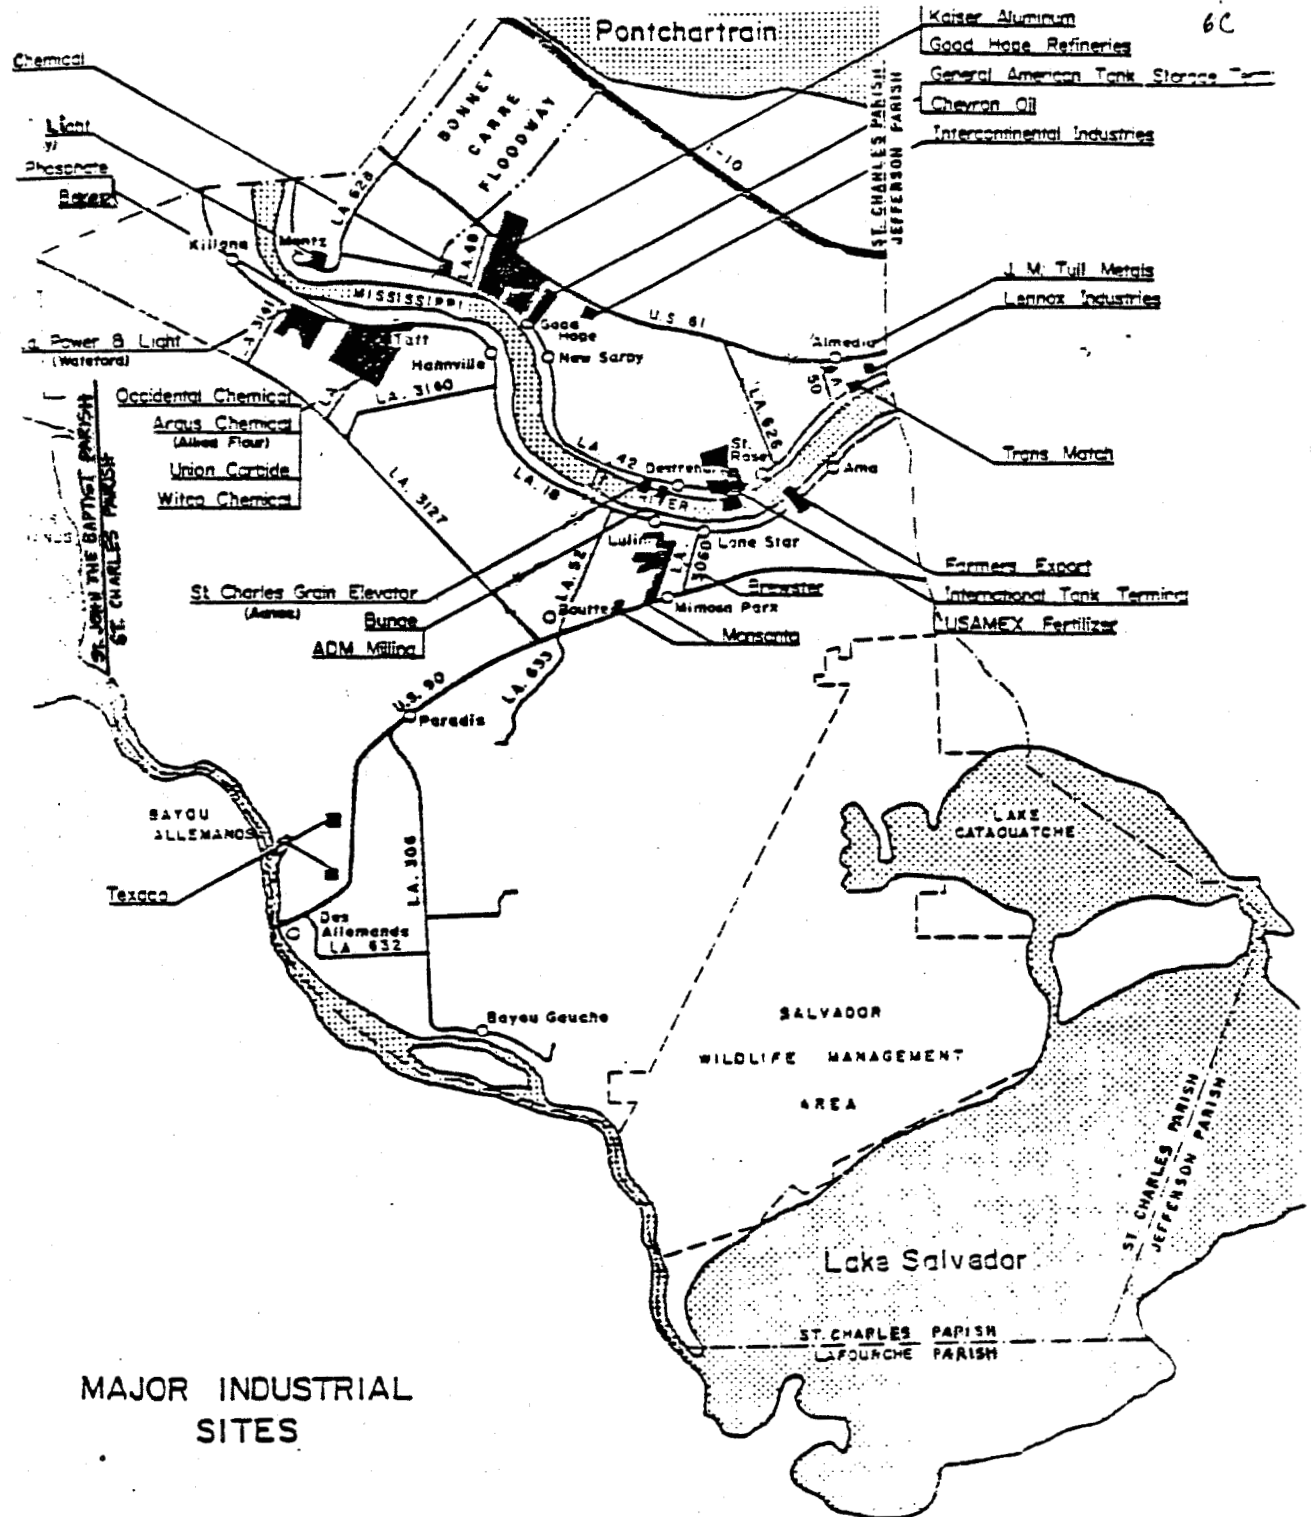 Pontchartrain
6C
Kaiser Aluminum
Good Hope Refineries
General American Tank Storage
Chevron Oil
Intercontinental Industries
Chemical
Light
Phosphate
Baker
BONNET
CARRE
FLOODWAY
I-10
ST. CHARLES PARISH
JEFFERSON PARISH
LA. 628
LA. 48
Killona
Montz
MISSISSIPPI
J. M. Tull Metals
Lennox Industries
LA. 3141
Taft
Good
Hope
U.S. 61
Almedia
Power & Light
(Waterford)
Hahnville
New Sarpy
LA. 3160
LA.
LA. 50
LA. 626
Occidental Chemical
Argus Chemical
(Allied Flour)
Union Carbide
Witco Chemical
ST. JOHN THE BAPTIST PARISH
ST. CHARLES PARISH
LA. 3127
LA. 18
LA. 42
Destrehan
St.
Rose
RIVER
Ama
Trans Match
Luling
Lone Star
LA. 52
LA. 3060
St Charles Grain Elevator
Bunge
ADM Milling
Boutte
Mimosa Park
Brewster
Monsanto
Farmers Export
International Tank Terminal
USAMEX Fertilizer
U.S. 90
LA. 633
Paradis
BAYOU
ALLEMANDS
LA. 306
LAKE
CATAOUATCHE
Texaco
Des
Allemands
LA 632
Bayou Gauche
SALVADOR
WILDLIFE MANAGEMENT
AREA
ST CHARLES PARISH
JEFFERSON PARISH
Lake Salvador
ST. CHARLES PARISH
LAFOURCHE PARISH
MAJOR INDUSTRIAL
SITES